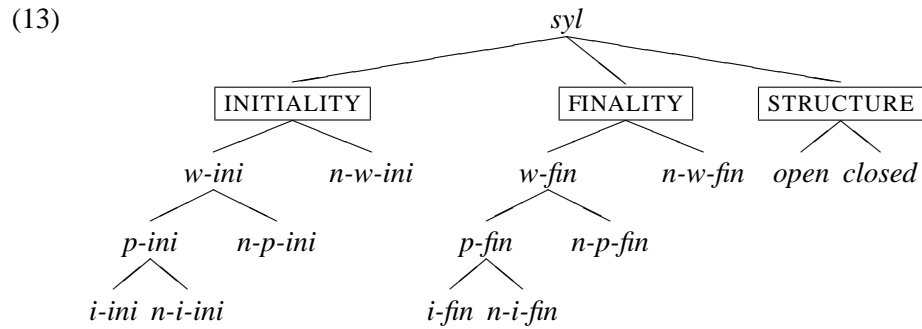 (13) syl
INITIALITY FINALITY STRUCTURE
w-ini n-w-ini w-fin n-w-fin open closed
p-ini n-p-ini p-fin n-p-fin
i-ini n-i-ini i-fin n-i-fin